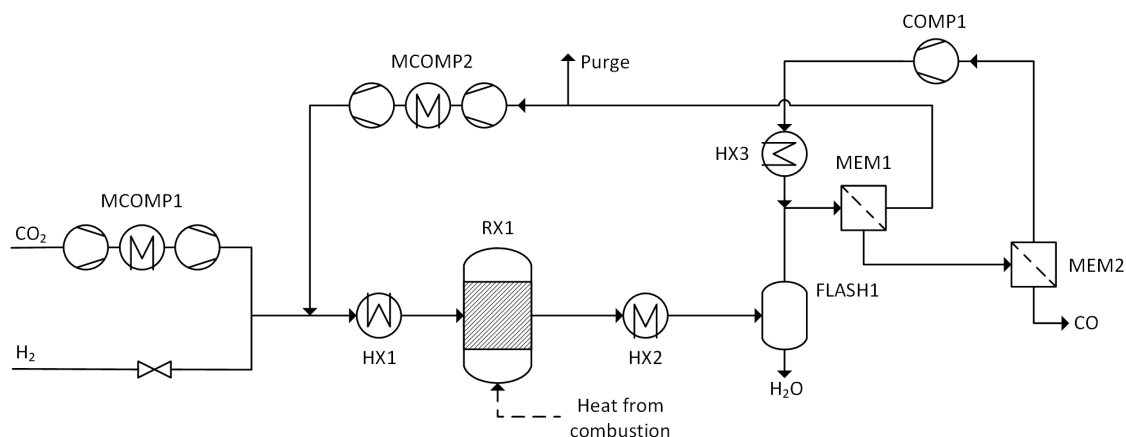 COMP1
MCOMP2
Purge
HX3
MEM1
MCOMP1
CO₂
RX1
MEM2
FLASH1
H₂
HX1
HX2
CO
H₂O
Heat from
combustion